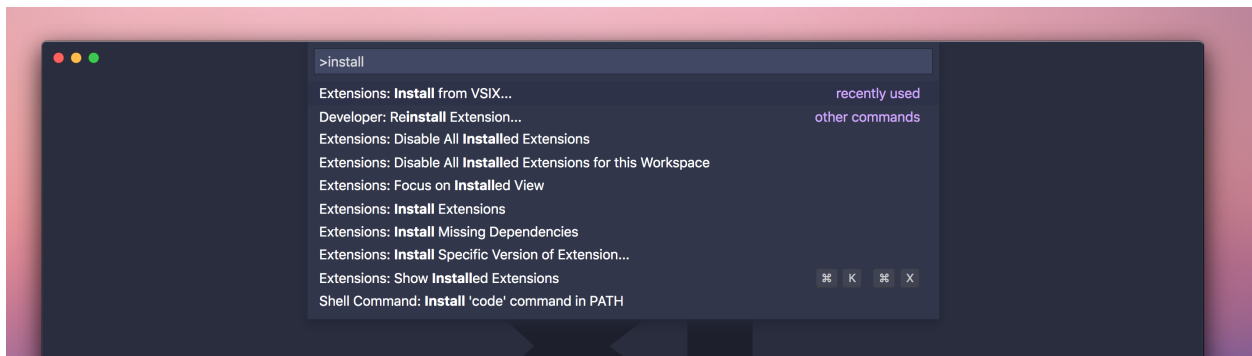 >install
Extensions: Install from VSIX... recently used
Developer: Reinstall Extension... other commands
Extensions: Disable All Installed Extensions
Extensions: Disable All Installed Extensions for this Workspace
Extensions: Focus on Installed View
Extensions: Install Extensions
Extensions: Install Missing Dependencies
Extensions: Install Specific Version of Extension...
Extensions: Show Installed Extensions ⌘ K ⌘ X
Shell Command: Install 'code' command in PATH